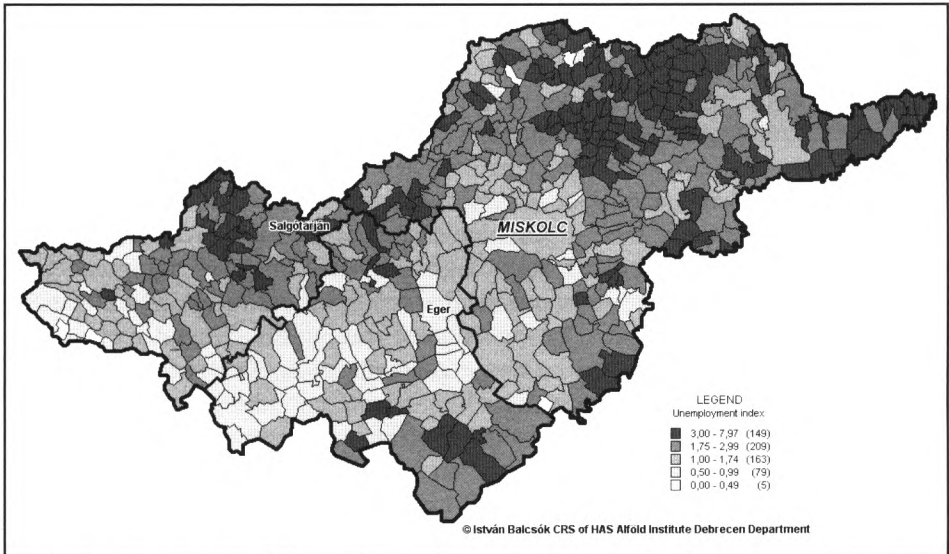 Salgótarján
MISKOLC
Eger
LEGEND
Unemployment index
3,00 - 7,97 (149)
1,75 - 2,99 (209)
1,00 - 1,74 (163)
0,50 - 0,99 (79)
0,00 - 0,49 (5)
© István Balcsók CRS of HAS Alföld Institute Debrecen Department